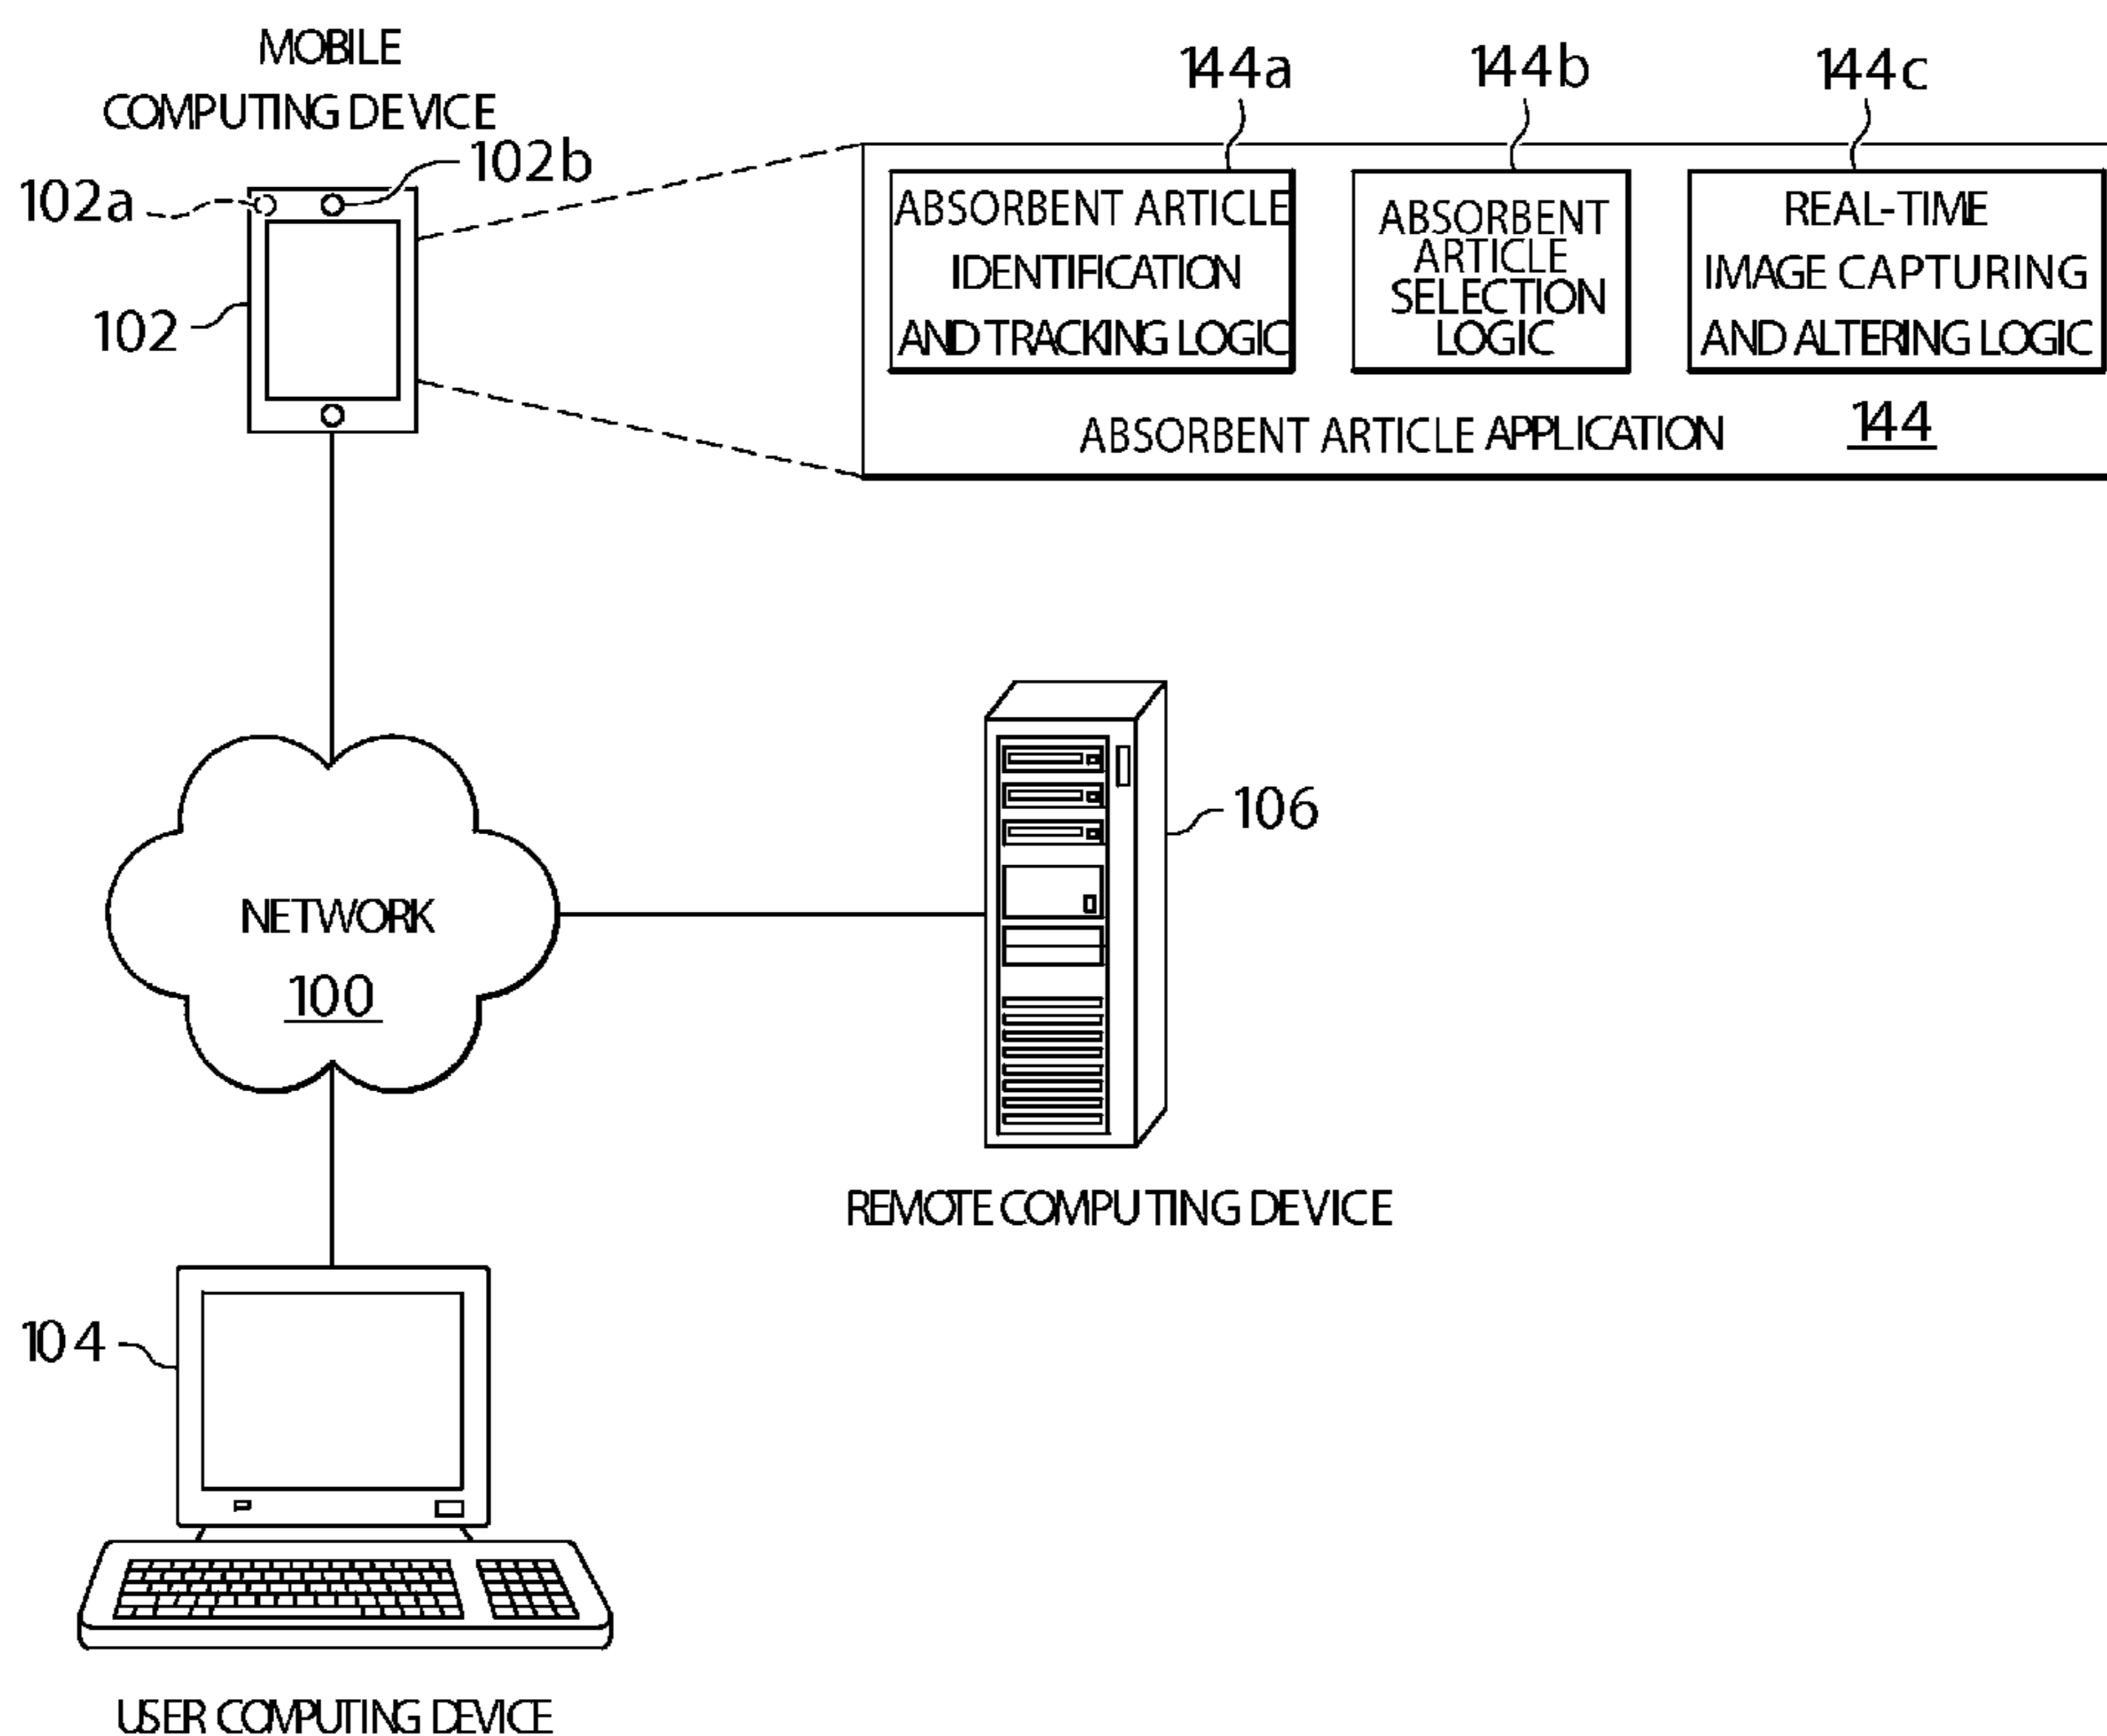 MOBILE
COMPUTING DEVICE
102a
102b
102
144a
144b
144c
ABSORBENT ARTICLE
IDENTIFICATION
AND TRACKING LOGIC
ABSORBENT
ARTICLE
SELECTION
LOGIC
REAL-TIME
IMAGE CAPTURING
AND ALTERING LOGIC
ABSORBENT ARTICLE APPLICATION 144
NETWORK
100
106
REMOTE COMPUTING DEVICE
104
USER COMPUTING DEVICE